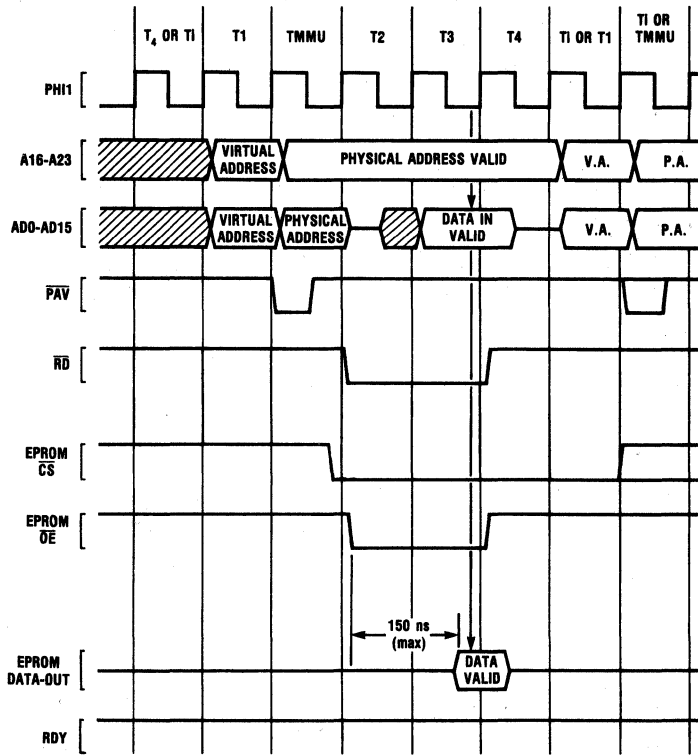 T4 OR Ti T1 TMMU T2 T3 T4 Ti OR T1 Ti OR TMMU
PHI1
A16-A23
VIRTUAL ADDRESS
PHYSICAL ADDRESS VALID
V.A.
P.A.
AD0-AD15
VIRTUAL ADDRESS
PHYSICAL ADDRESS
DATA IN VALID
V.A.
P.A.
PAV
RD
EPROM
CS
EPROM
OE
150 ns
(max)
EPROM
DATA-OUT
DATA
VALID
RDY